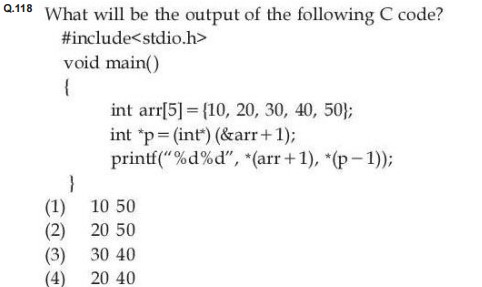 Q.118 What will be the output of the following C code?
#include<stdio.h>
void main()
{
int arr[5] = {10, 20, 30, 40, 50};
int *p = (int*) (&arr + 1);
printf("%d%d", *(arr + 1), *(p – 1));
}
(1) 10 50
(2) 20 50
(3) 30 40
(4) 20 40